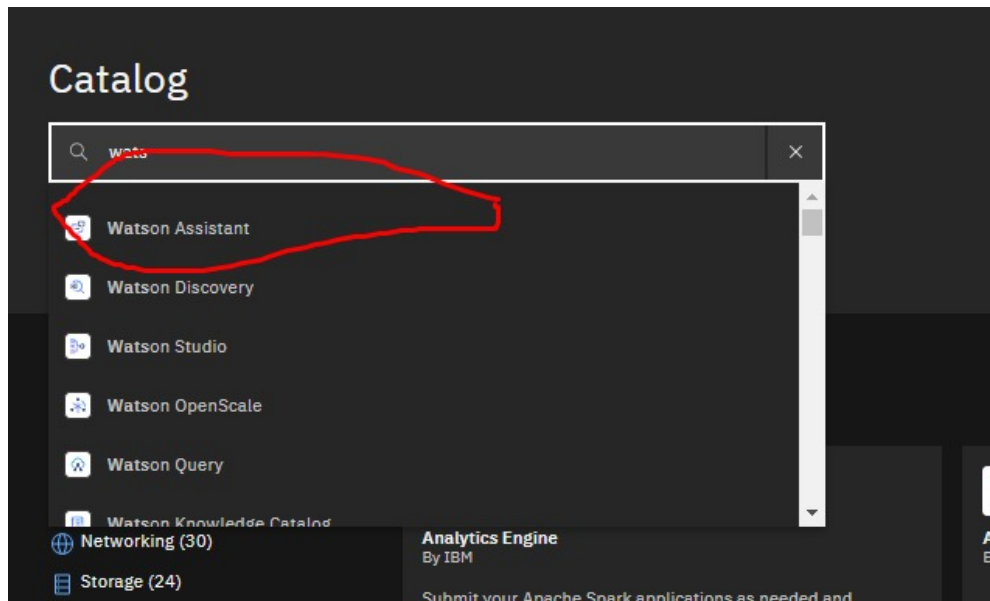 Catalog
wats
Watson Assistant
Watson Discovery
Watson Studio
Watson OpenScale
Watson Query
Watson Knowledge Catalog
Networking (30)
Analytics Engine
By IBM
Storage (24)
Submit your Apache Spark applications as needed and